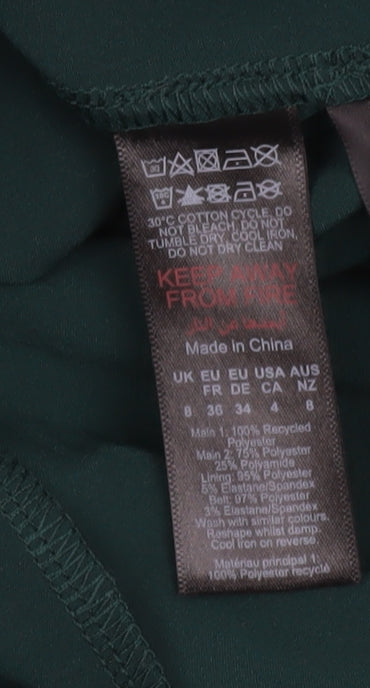 30°C COTTON CYCLE, DO
NOT BLEACH, DO NOT
TUMBLE DRY, COOL IRON,
DO NOT DRY CLEAN
KEEP AWAY
FROM FIRE
Made in China
UK EU EU USA AUS
FR DE CA NZ
8 36 34 4 8
Main 1: 100% Recycled
Polyester
Main 2: 75% Polyester
25% Polyamide
Lining: 95% Polyester
5% Elastane/Spandex
Belt: 97% Polyester
3% Elastane/Spandex
Wash with similar colours.
Reshape whilst damp.
Cool iron on reverse.
Matériau principal 1:
100% Polyester recyclé